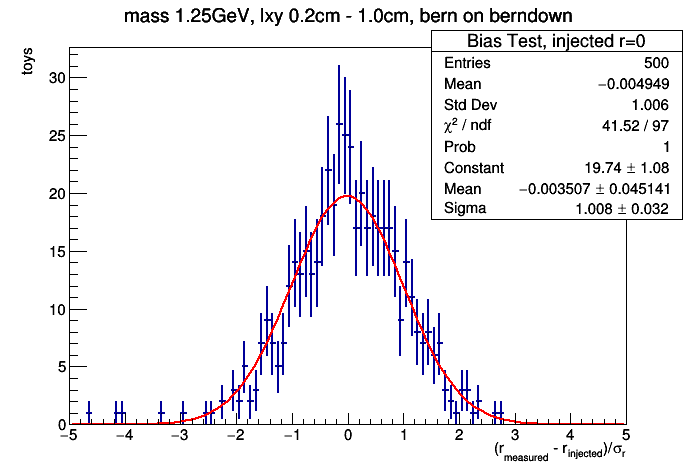 mass 1.25GeV, lxy 0.2cm - 1.0cm, bern on berndown
toys
Bias Test, injected r=0
Entries 500
Mean −0.004949
Std Dev 1.006
χ² / ndf 41.52 / 97
Prob 1
Constant 19.74 ± 1.08
Mean −0.003507 ± 0.045141
Sigma 1.008 ± 0.032
30
25
20
15
10
5
0
−5 −4 −3 −2 −1 0 1 2 3 4 5
(r_measured - r_injected)/σ_r